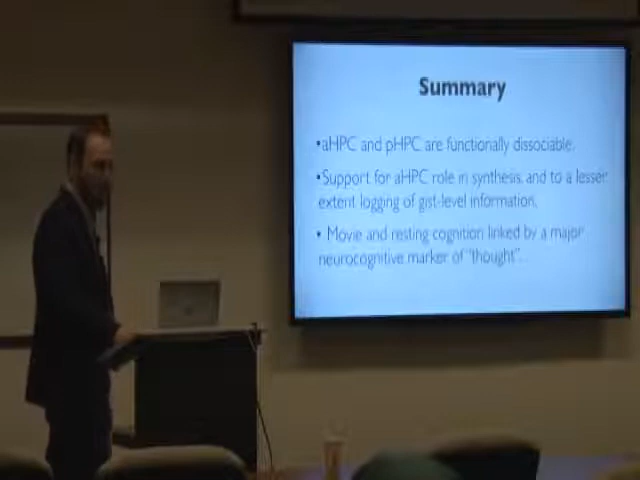 Summary
•aHPC and pHPC are functionally dissociable.
•Support for aHPC role in synthesis, and to a lesser
extent logging of gist-level information.
• Movie and resting cognition linked by a major
neurocognitive marker of "thought".